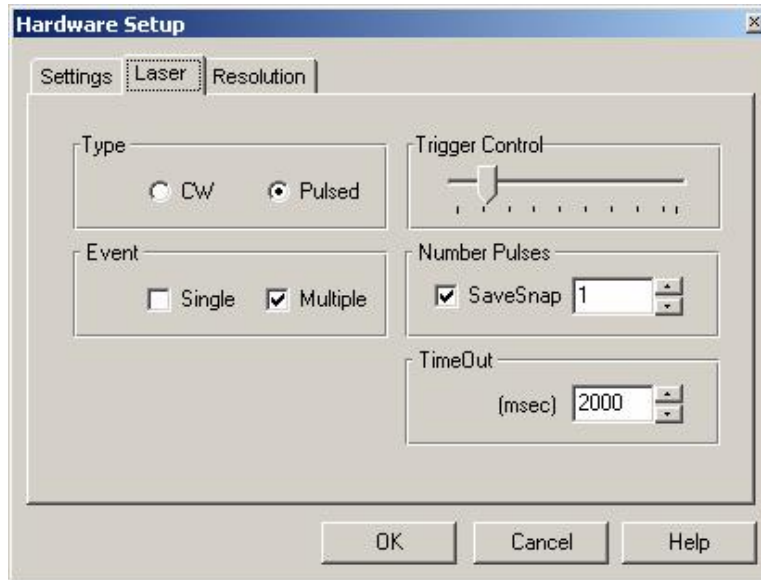 Hardware Setup
Settings Laser Resolution
Type
CW Pulsed
Trigger Control
Event
Single Multiple
Number Pulses
SaveSnap 1
TimeOut
(msec) 2000
OK Cancel Help